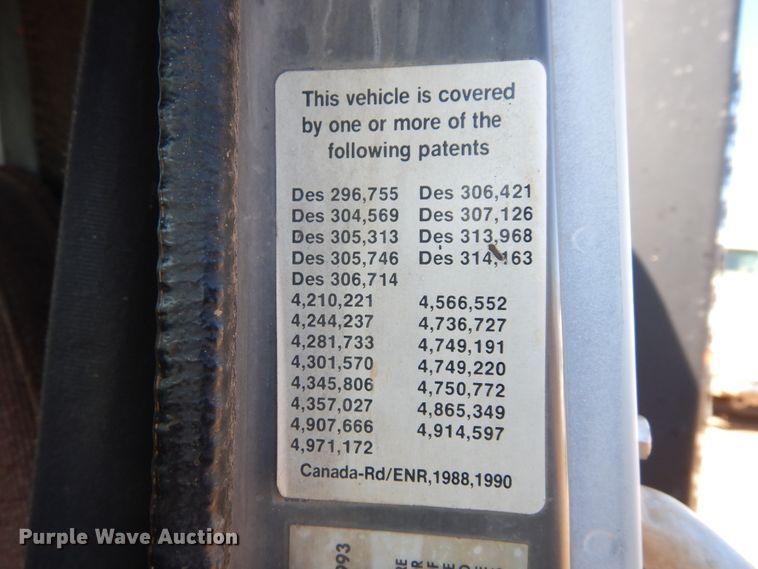 This vehicle is covered
by one or more of the
following patents
Des 296,755 Des 306,421
Des 304,569 Des 307,126
Des 305,313 Des 313,968
Des 305,746 Des 314,163
Des 306,714
4,210,221 4,566,552
4,244,237 4,736,727
4,281,733 4,749,191
4,301,570 4,749,220
4,345,806 4,750,772
4,357,027 4,865,349
4,907,666 4,914,597
4,971,172
Canada-Rd/ENR,1988,1990
Purple Wave Auction